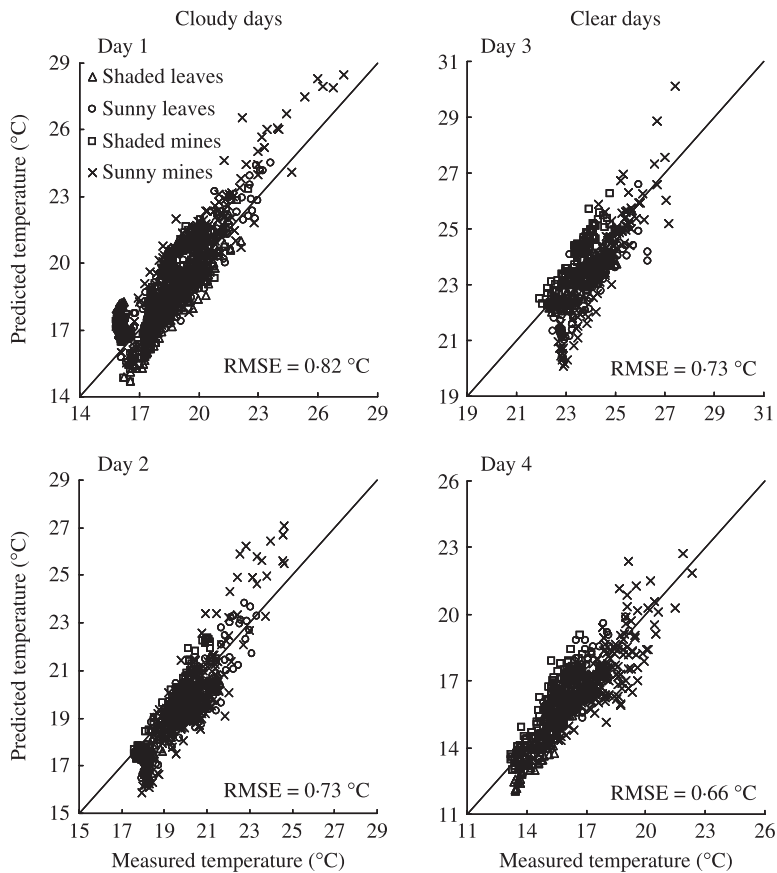 Cloudy days
Clear days
Day 1
Day 3
Predicted temperature (°C)
29
26
23
20
17
14
Shaded leaves
Sunny leaves
Shaded mines
Sunny mines
RMSE = 0·82 °C
14 17 20 23 26 29
31
29
27
25
23
21
19
RMSE = 0·73 °C
19 21 23 25 27 29 31
Day 2
Day 4
Predicted temperature (°C)
29
27
25
23
21
19
17
15
RMSE = 0·73 °C
15 17 19 21 23 25 27 29
Measured temperature (°C)
26
23
20
17
14
11
RMSE = 0·66 °C
11 14 17 20 23 26
Measured temperature (°C)